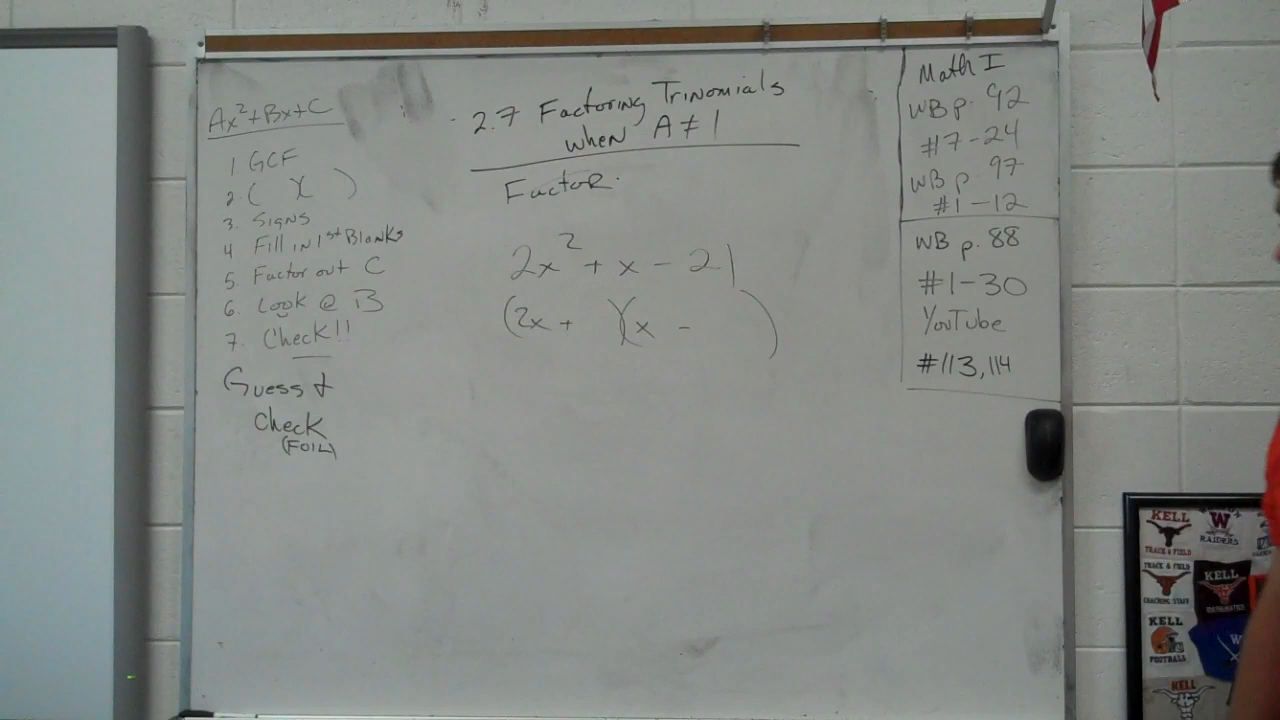 Ax²+Bx+C
1 GCF
2. ( X )
3. Signs
4 Fill in 1st Blanks
5. Factor out C
6. Look @ B
7. Check!!
Guess &
Check
(FOIL)
2.7 Factoring Trinomials
when A ≠ 1
Factor.
2x² + x - 21
(2x + )(x - )
Math I
WB p. 92
#17-24
WB p 97
#1-12
WB p. 88
#1-30
YouTube
#113,114
KELL
TRACK & FIELD
W
RAIDERS
TRACK & FIELD
COACHING STAFF
KELL
MATHEMATICS
KELL
FOOTBALL
W
KELL